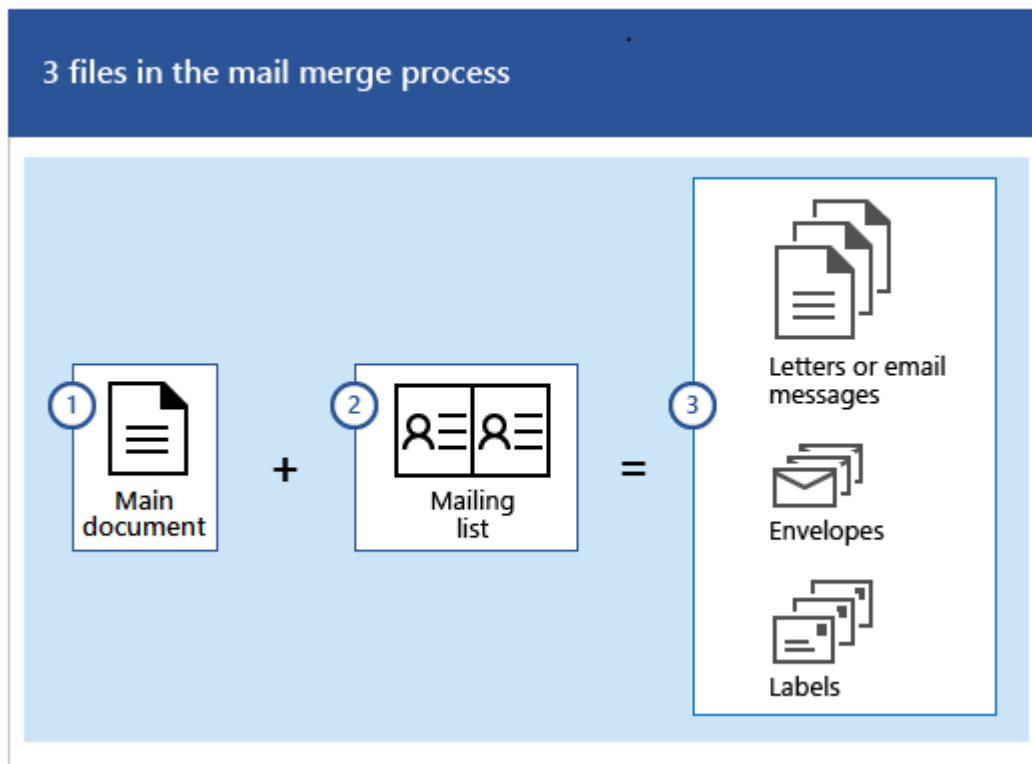 3 files in the mail merge process
1
Main
document
+
2
Mailing
list
=
3
Letters or email
messages
Envelopes
Labels